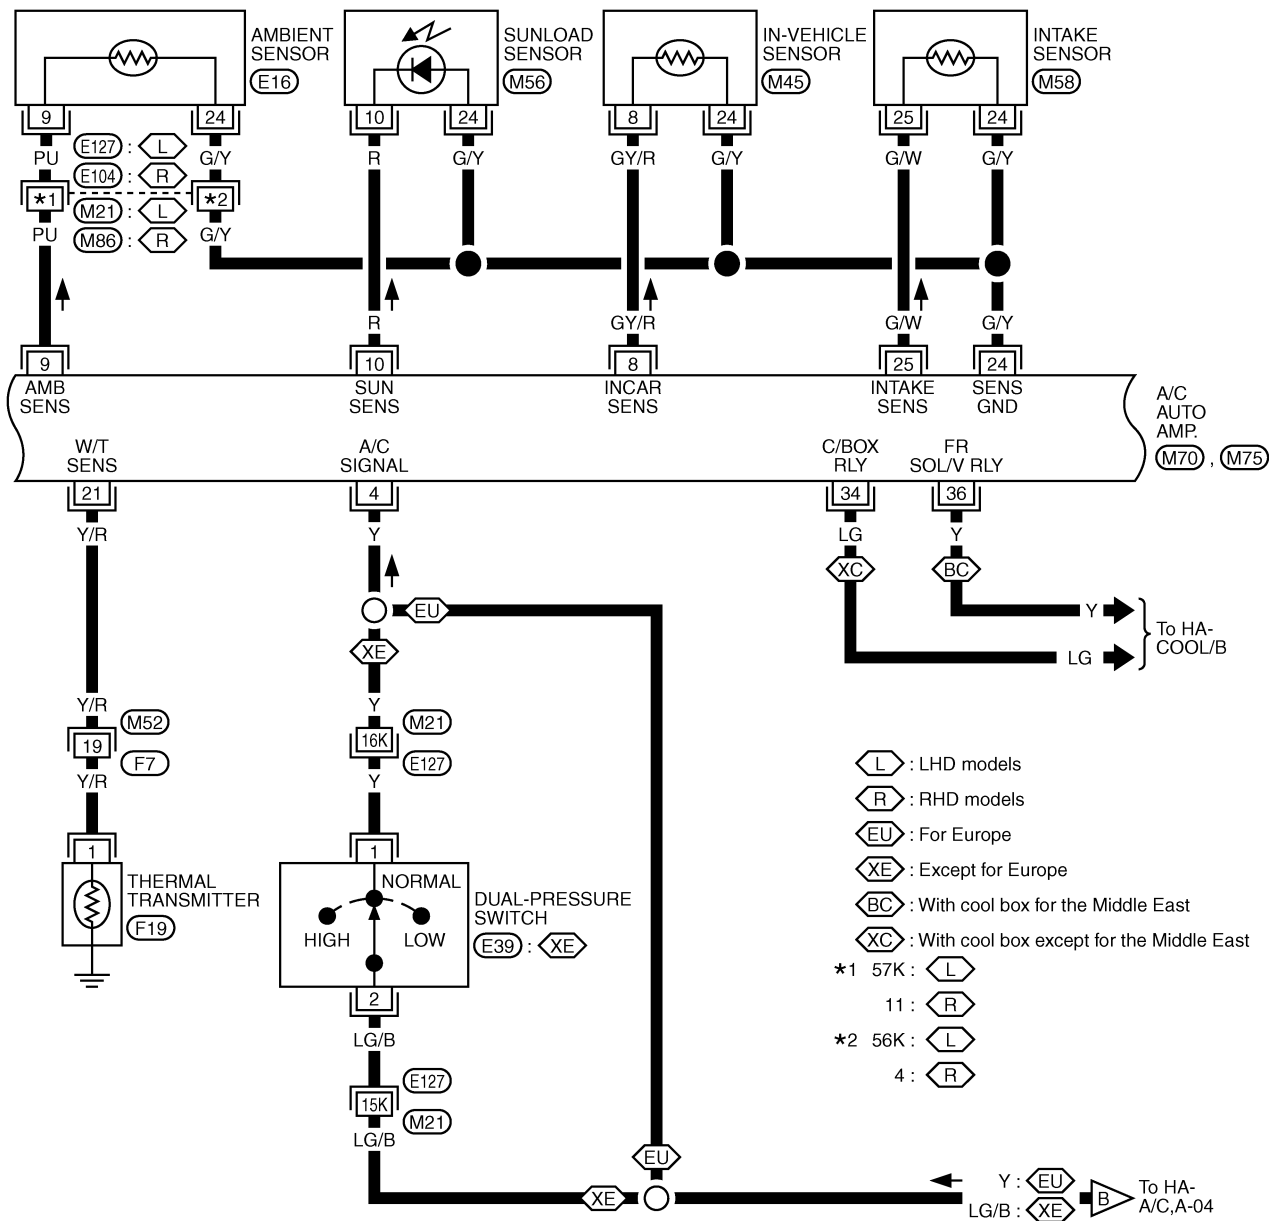 AMBIENT
SENSOR
E16
SUNLOAD
SENSOR
M56
IN-VEHICLE
SENSOR
M45
INTAKE
SENSOR
M58
9
24
10
24
8
24
25
24
PU
E127 : L
G/Y
R
G/Y
GY/R
G/Y
G/W
G/Y
E104 : R
*1
*2
M21 : L
PU
M86 : R
G/Y
R
GY/R
G/W
G/Y
9
10
8
25
24
AMB
SENS
SUN
SENS
INCAR
SENS
INTAKE
SENS
SENS
GND
A/C
AUTO
AMP.
M70 , M75
W/T
SENS
A/C
SIGNAL
C/BOX
RLY
FR
SOL/V RLY
21
4
34
36
Y/R
Y
LG
Y
XC
BC
EU
Y
LG
To HA-
COOL/B
XE
Y/R
Y
M52
M21
19
16K
F7
E127
Y/R
Y
L : LHD models
R : RHD models
EU : For Europe
XE : Except for Europe
BC : With cool box for the Middle East
XC : With cool box except for the Middle East
*1 57K : L
11 : R
*2 56K : L
4 : R
1
THERMAL
TRANSMITTER
F19
1
NORMAL
HIGH
LOW
DUAL-PRESSURE
SWITCH
E39 : XE
2
LG/B
E127
15K
M21
LG/B
EU
XE
Y : EU
LG/B : XE
B
To HA-
A/C,A-04